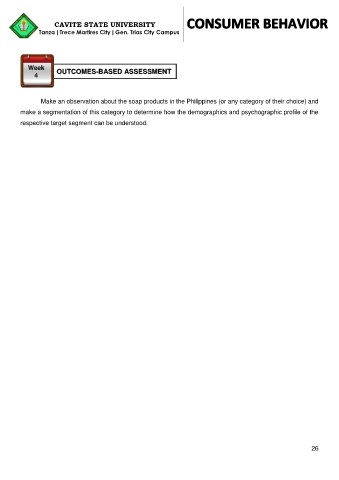 CAVITE STATE UNIVERSITY
Tanza | Trece Martires City | Gen. Trias City Campus
CONSUMER BEHAVIOR
Week
4
OUTCOMES-BASED ASSESSMENT
Make an observation about the soap products in the Philippines (or any category of their choice) and
make a segmentation of this category to determine how the demographics and psychographic profile of the
respective target segment can be understood.
26